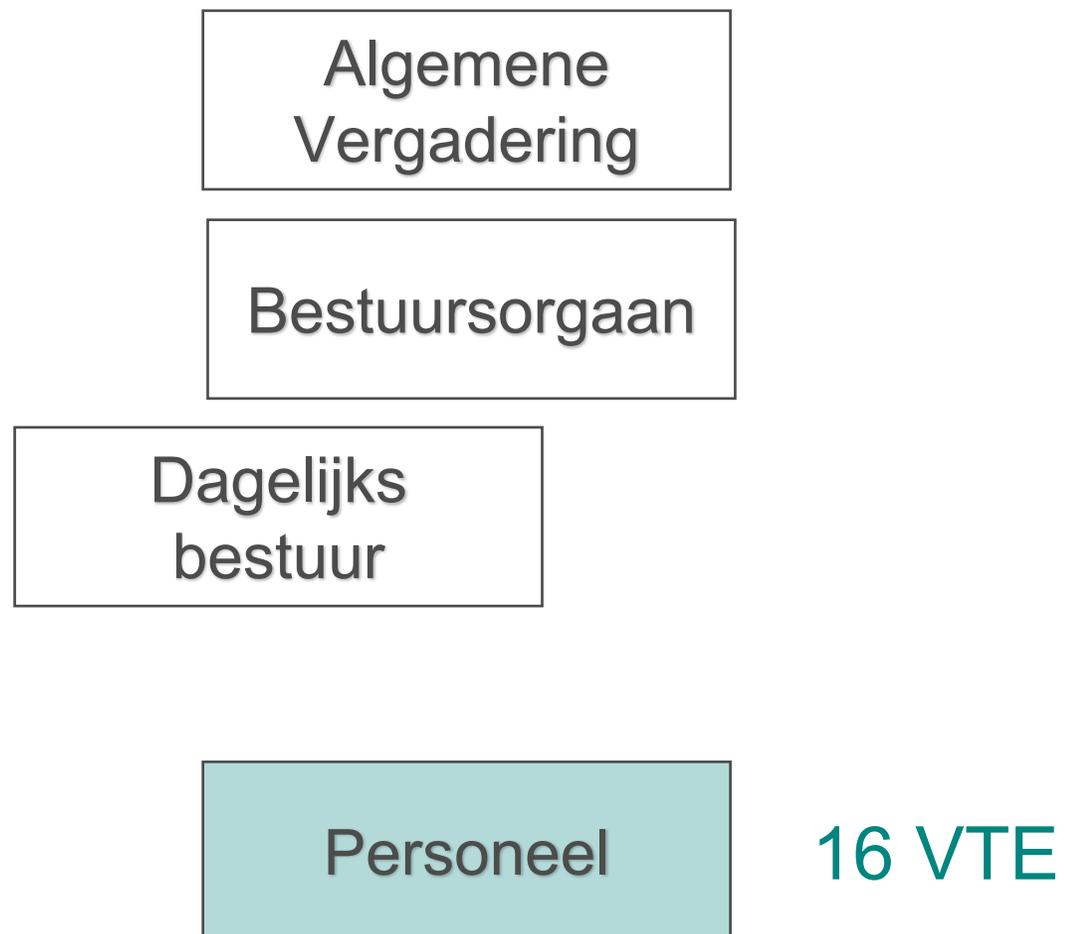 Algemene
Vergadering
Bestuursorgaan
Dagelijks
bestuur
Personeel
16 VTE